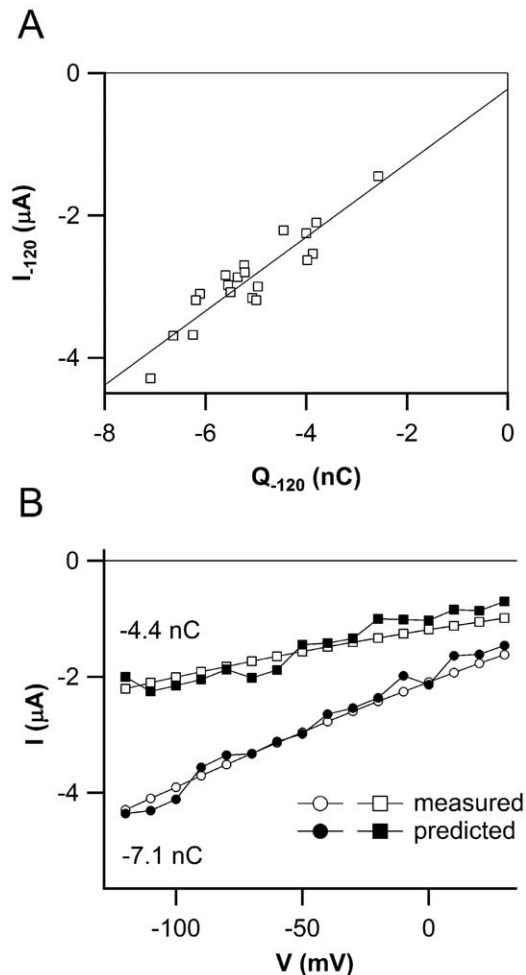 A
0
-2
-4
I-120 (μA)
-8
-6
-4
-2
0
Q-120 (nC)
B
0
-2
-4
I (μA)
-4.4 nC
measured
predicted
-7.1 nC
-100
-50
0
V (mV)